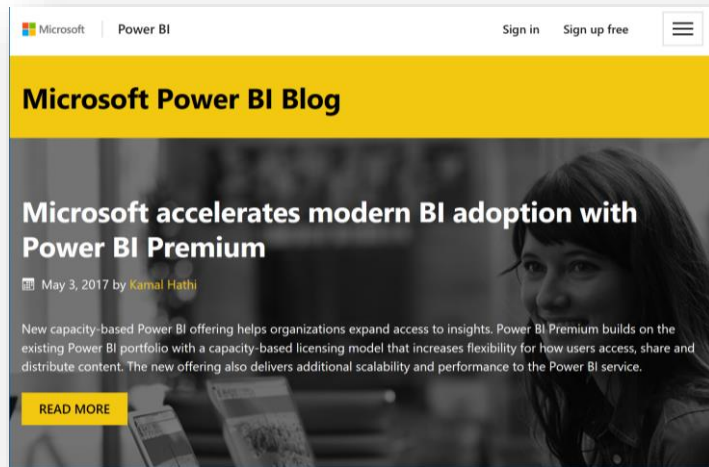 Microsoft Power BI Sign in Sign up free
Microsoft Power BI Blog
Microsoft accelerates modern BI adoption with
Power BI Premium
May 3, 2017 by Kamal Hathi
New capacity-based Power BI offering helps organizations expand access to insights. Power BI Premium builds on the
existing Power BI portfolio with a capacity-based licensing model that increases flexibility for how users access, share and
distribute content. The new offering also delivers additional scalability and performance to the Power BI service.
READ MORE